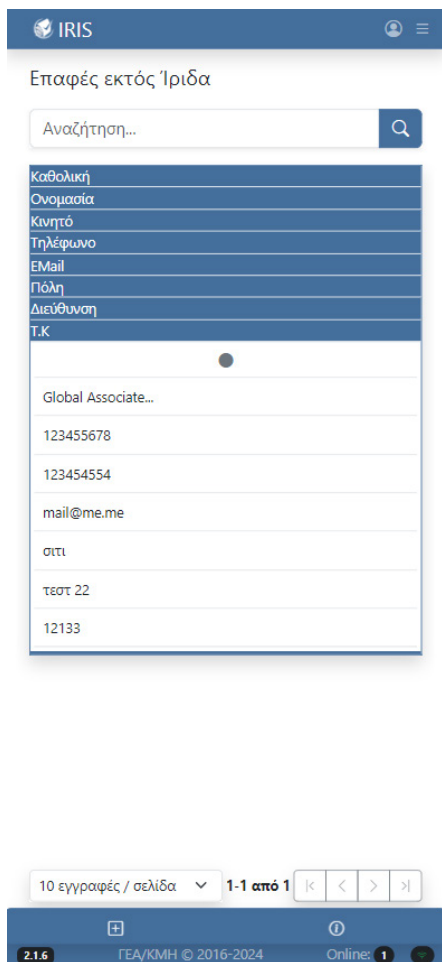 IRIS
Επαφές εκτός Ίριδα
Αναζήτηση...
Καθολική
Ονομασία
Κινητό
Τηλέφωνο
EMail
Πόλη
Διεύθυνση
Τ.Κ
Global Associate...
123455678
123454554
mail@me.me
σιτι
τεστ 22
12133
10 εγγραφές / σελίδα 1-1 από 1
2.1.6 ΓΕΑ/ΚΜΗ © 2016-2024 Online: 1